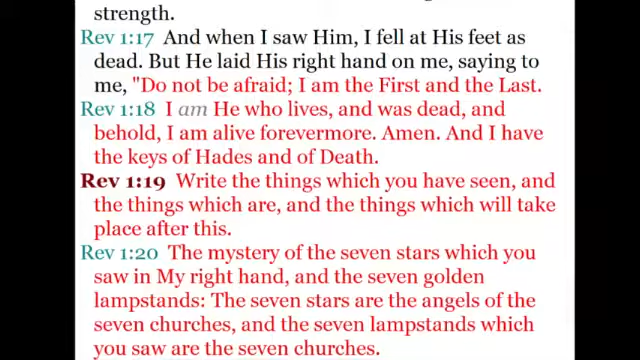 strength.
Rev 1:17 And when I saw Him, I fell at His feet as
dead. But He laid His right hand on me, saying to
me, "Do not be afraid; I am the First and the Last.
Rev 1:18 I am He who lives, and was dead, and
behold, I am alive forevermore. Amen. And I have
the keys of Hades and of Death.
Rev 1:19 Write the things which you have seen, and
the things which are, and the things which will take
place after this.
Rev 1:20 The mystery of the seven stars which you
saw in My right hand, and the seven golden
lampstands: The seven stars are the angels of the
seven churches, and the seven lampstands which
you saw are the seven churches.